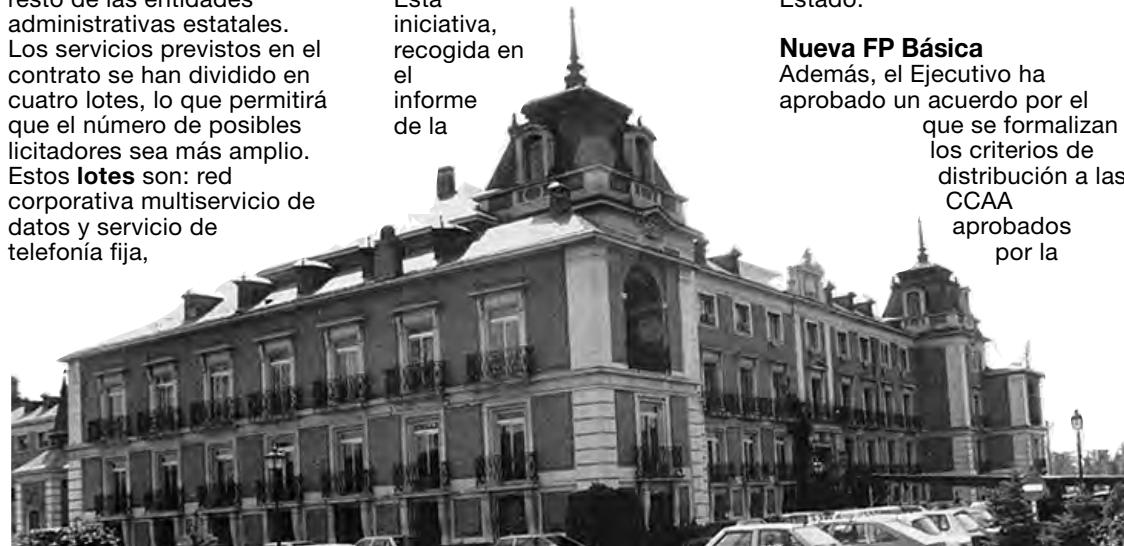 resto de las entidades
administrativas estatales.
Los servicios previstos en el
contrato se han dividido en
cuatro lotes, lo que permitirá
que el número de posibles
licitadores sea más amplio.
Estos lotes son: red
corporativa multiservicio de
datos y servicio de
telefonía fija,
Esta
iniciativa,
recogida en
el
informe
de la
Estado.
Nueva FP Básica
Además, el Ejecutivo ha
aprobado un acuerdo por el
que se formalizan
los criterios de
distribución a las
CCAA
aprobados
por la